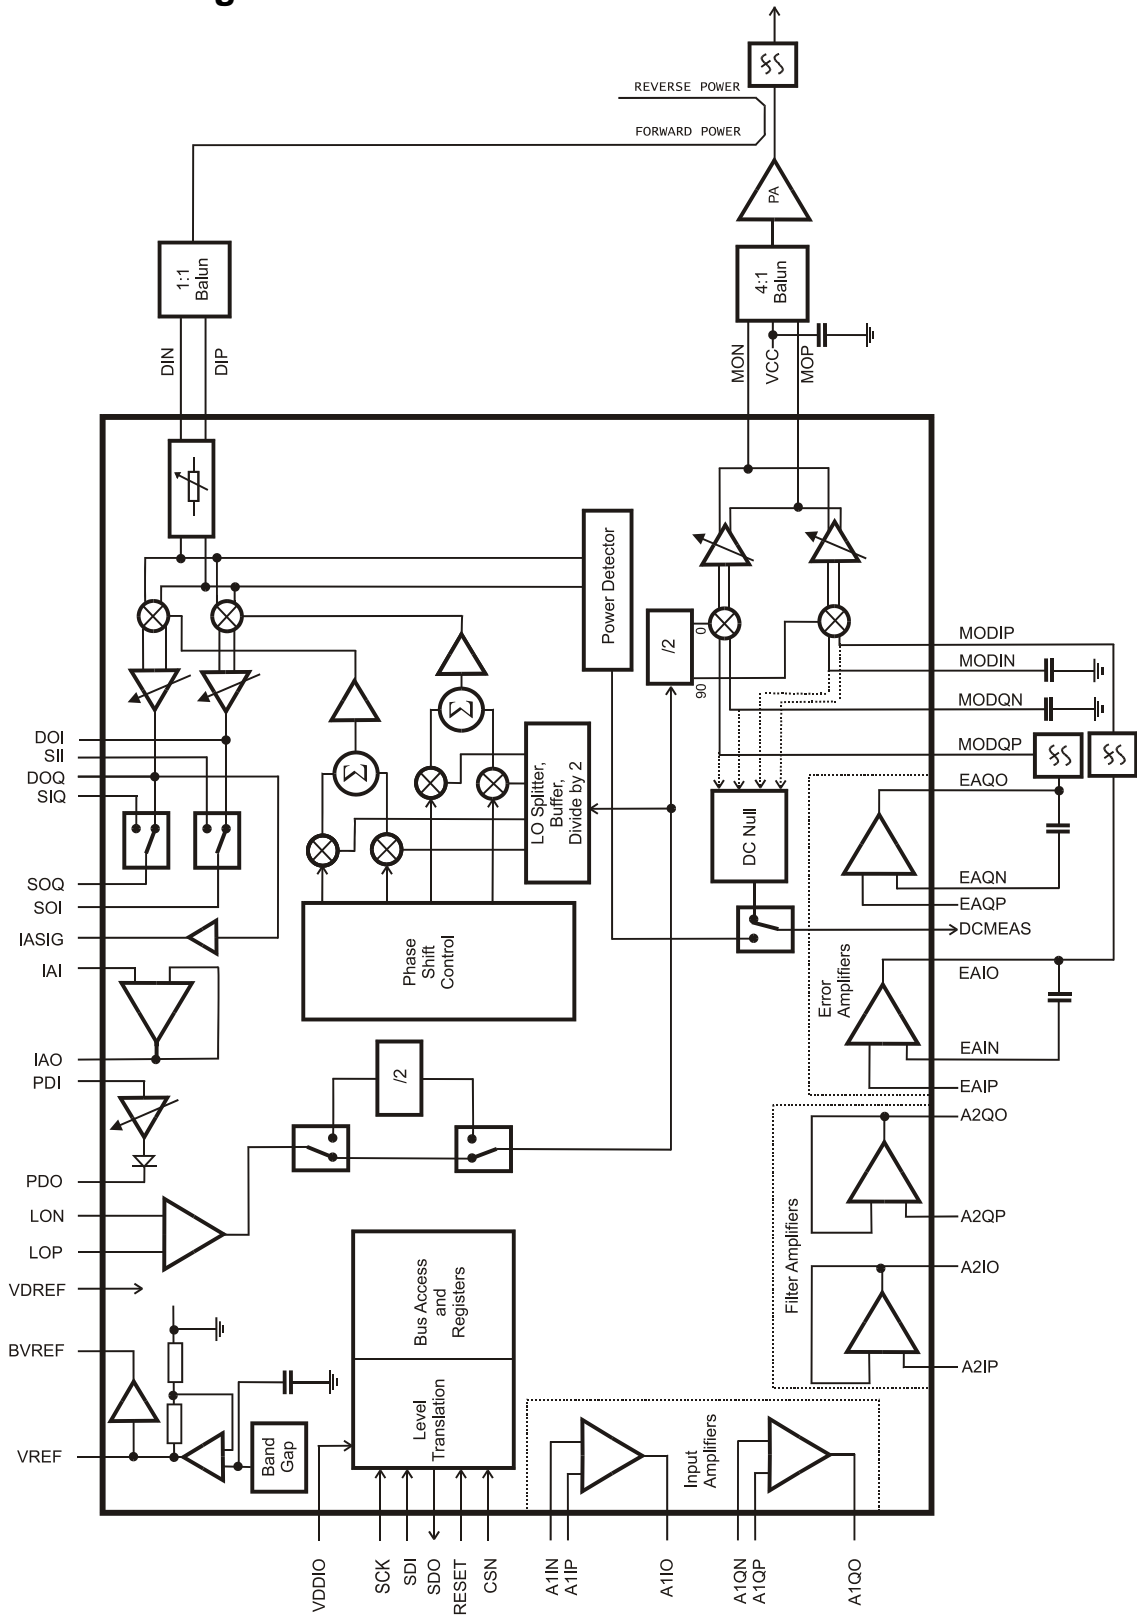 g
REVERSE POWER
FORWARD POWER
PA
1:1
Balun
4:1
Balun
DIN
DIP
MON
VCC
MOP
Power Detector
/2
0
90
MODIP
MODIN
MODQN
MODQP
DOI
SII
DOQ
SIQ
Σ
Σ
LO Splitter,
Buffer,
Divide by 2
DC Null
EAQO
EAQN
EAQP
DCMEAS
SOQ
SOI
IASIG
IAI
Phase
Shift
Control
Error
Amplifiers
EAIO
EAIN
EAIP
IAO
PDI
/2
PDO
LON
LOP
VDREF
BVREF
VREF
A2QO
A2QP
A2IO
A2IP
Filter Amplifiers
Bus Access
and
Registers
Level
Translation
Band
Gap
Input
Amplifiers
VDDIO
SCK
SDI
SDO
RESET
CSN
A1IN
A1IP
A1IO
A1QN
A1QP
A1QO